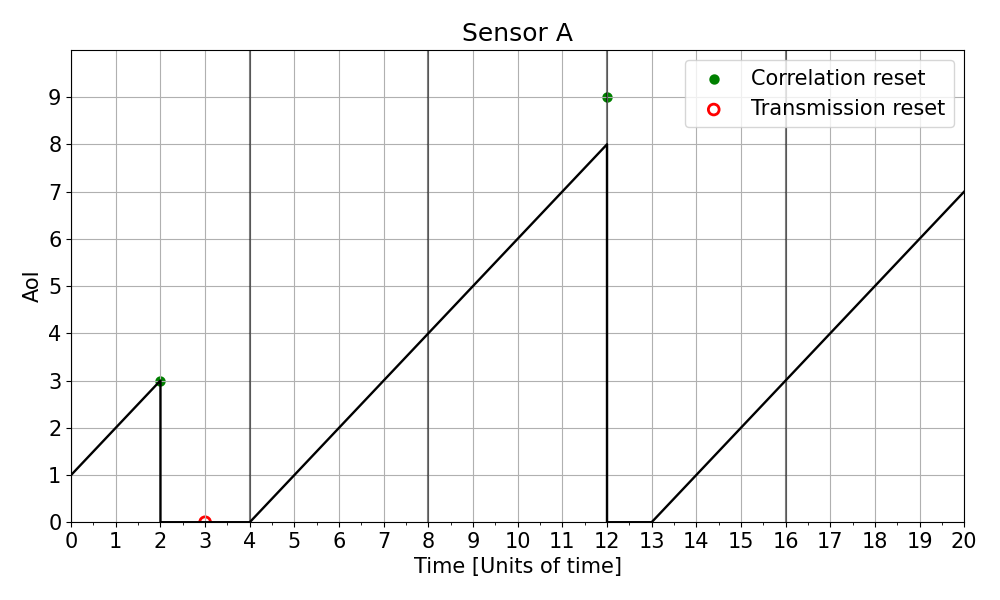 Sensor A
Correlation reset
Transmission reset
AoI
9
8
7
6
5
4
3
2
1
0
0 1 2 3 4 5 6 7 8 9 10 11 12 13 14 15 16 17 18 19 20
Time [Units of time]